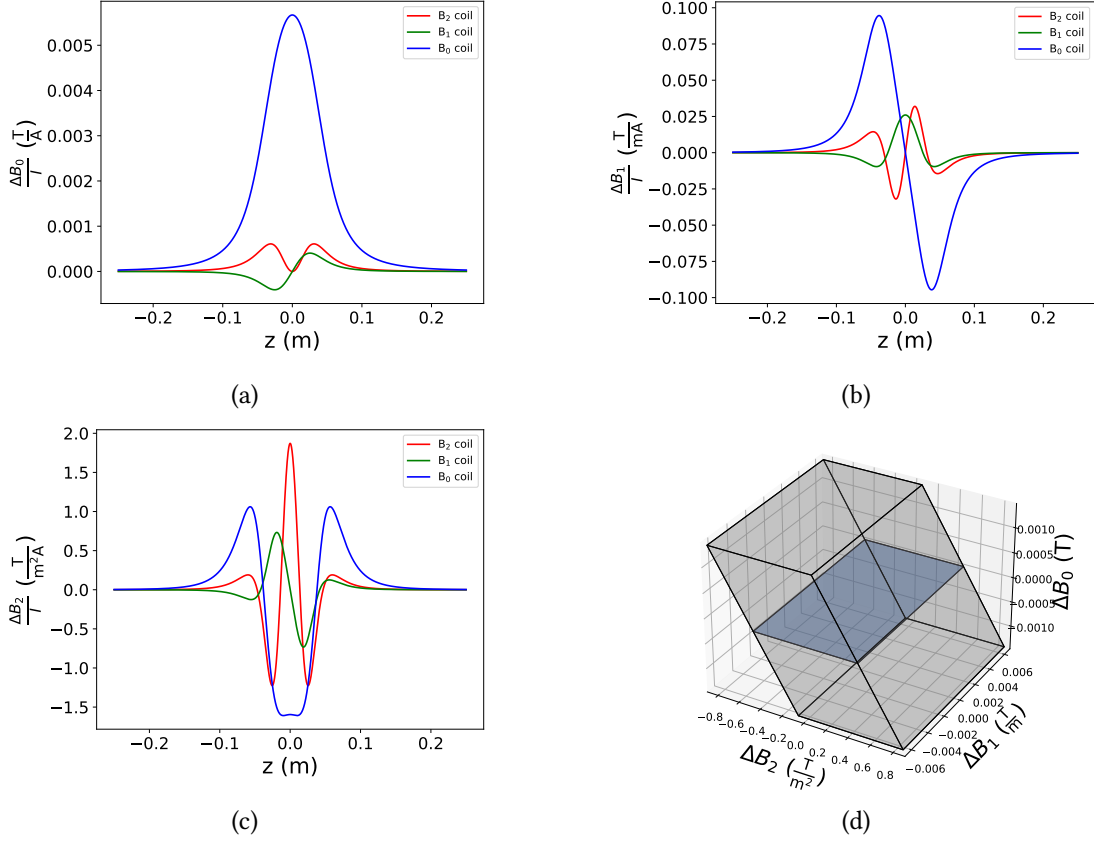 ΔB₀/I (T/A)
0.005
0.004
0.003
0.002
0.001
0.000
−0.2 −0.1 0.0 0.1 0.2
z (m)
B₂ coil
B₁ coil
B₀ coil
(a)
ΔB₁/I (T/mA)
0.100
0.075
0.050
0.025
0.000
−0.025
−0.050
−0.075
−0.100
−0.2 −0.1 0.0 0.1 0.2
z (m)
B₂ coil
B₁ coil
B₀ coil
(b)
ΔB₂/I (T/m²A)
2.0
1.5
1.0
0.5
0.0
−0.5
−1.0
−1.5
−0.2 −0.1 0.0 0.1 0.2
z (m)
B₂ coil
B₁ coil
B₀ coil
(c)
ΔB₂ (T/m²)
−0.8 −0.6 −0.4 −0.2 0.0 0.2 0.4 0.6 0.8
ΔB₁ (T/m)
−0.006 −0.004 −0.002 0.000 0.002 0.004 0.006
ΔB₀ (T)
0.0010
0.0005
0.0000
−0.0005
−0.0010
(d)